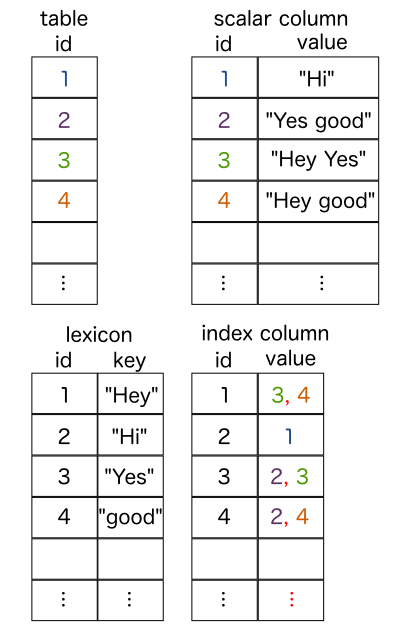 table
id
1
2
3
4
⋮
scalar column
id value
1 "Hi"
2 "Yes good"
3 "Hey Yes"
4 "Hey good"
⋮ ⋮
lexicon
id key
1 "Hey"
2 "Hi"
3 "Yes"
4 "good"
⋮ ⋮
index column
id value
1 3, 4
2 1
3 2, 3
4 2, 4
⋮ ⋮